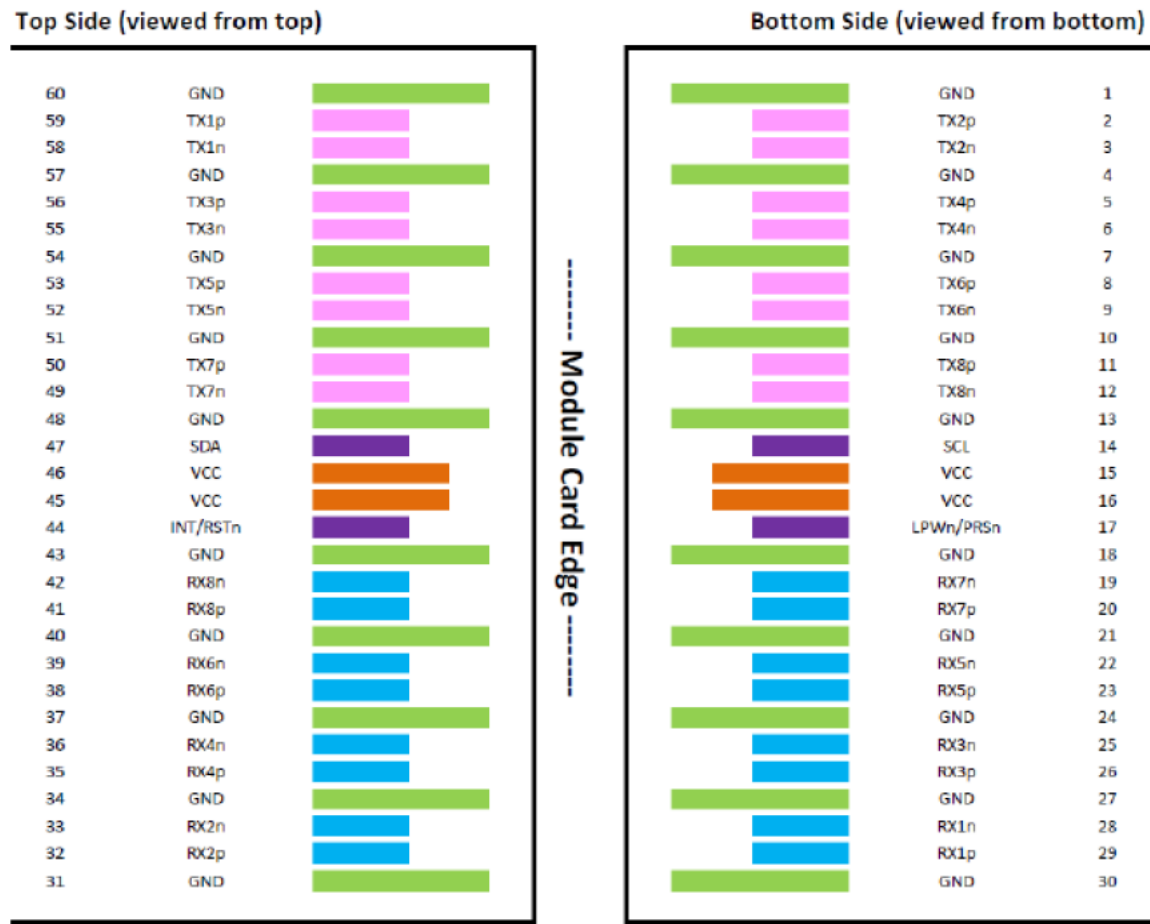 Top Side (viewed from top)
60 GND
59 TX1p
58 TX1n
57 GND
56 TX3p
55 TX3n
54 GND
53 TX5p
52 TX5n
51 GND
50 TX7p
49 TX7n
48 GND
47 SDA
46 VCC
45 VCC
44 INT/RSTn
43 GND
42 RX8n
41 RX8p
40 GND
39 RX6n
38 RX6p
37 GND
36 RX4n
35 RX4p
34 GND
33 RX2n
32 RX2p
31 GND
-------- Module Card Edge --------
Bottom Side (viewed from bottom)
GND 1
TX2p 2
TX2n 3
GND 4
TX4p 5
TX4n 6
GND 7
TX6p 8
TX6n 9
GND 10
TX8p 11
TX8n 12
GND 13
SCL 14
VCC 15
VCC 16
LPWn/PRSn 17
GND 18
RX7n 19
RX7p 20
GND 21
RX5n 22
RX5p 23
GND 24
RX3n 25
RX3p 26
GND 27
RX1n 28
RX1p 29
GND 30